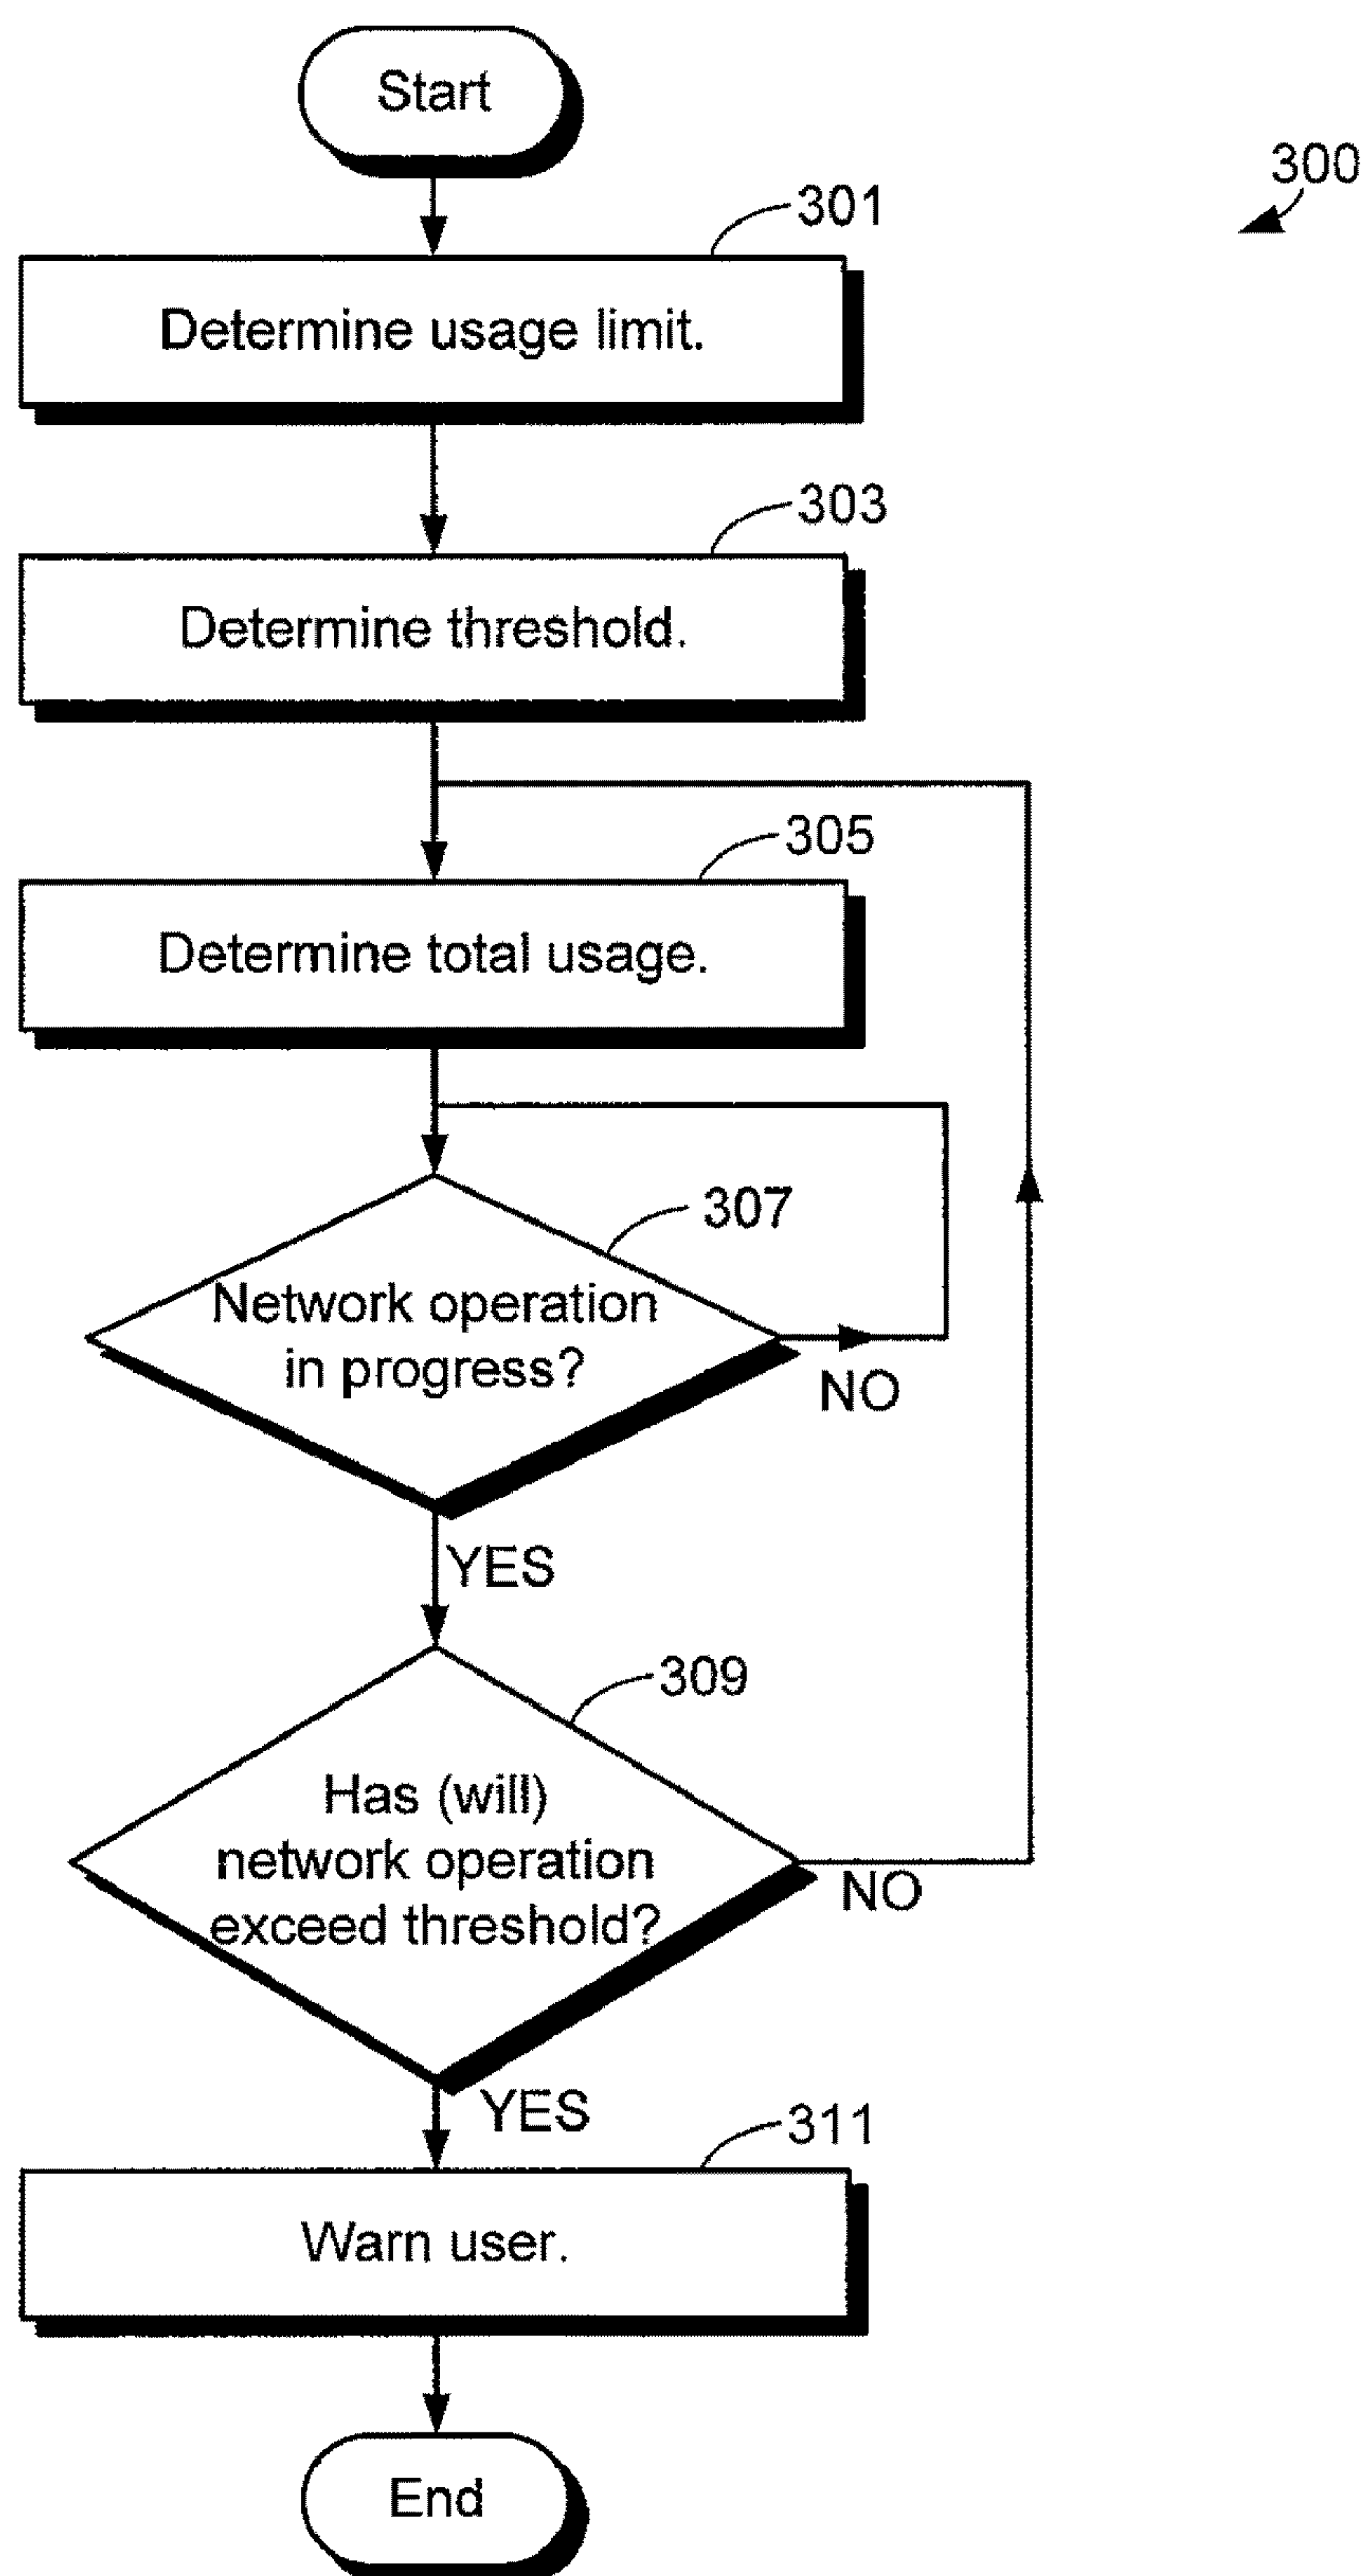 Start
300
301
Determine usage limit.
303
Determine threshold.
305
Determine total usage.
307
Network operation
in progress?
NO
YES
309
Has (will)
network operation
exceed threshold?
NO
YES
311
Warn user.
End